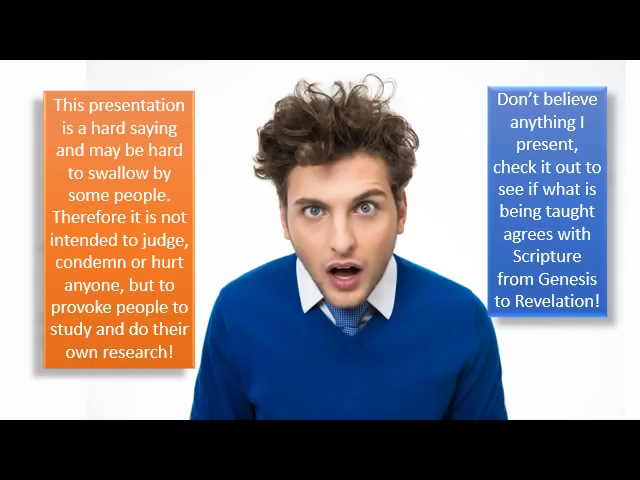 This presentation
is a hard saying
and may be hard
to swallow by
some people.
Therefore it is not
intended to judge,
condemn or hurt
anyone, but to
provoke people to
study and do their
own research!
Don’t believe
anything I
present,
check it out to
see if what is
being taught
agrees with
Scripture
from Genesis
to Revelation!